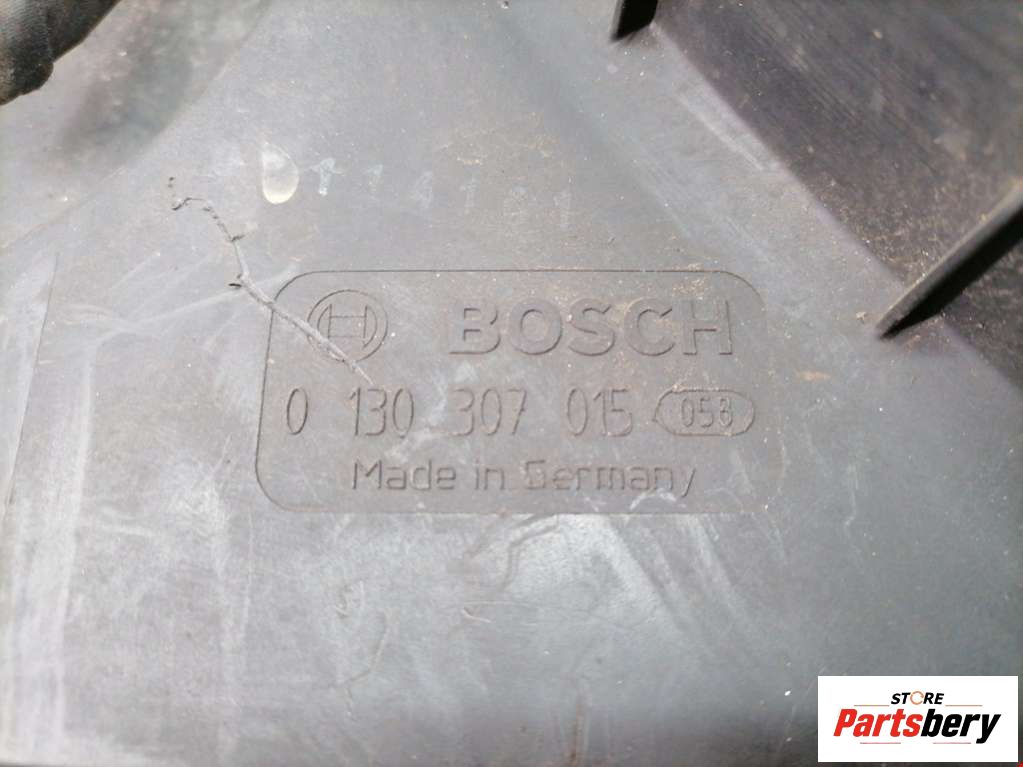 BOSCH
0 130 307 015 058
Made in Germany
STORE
Partsbery